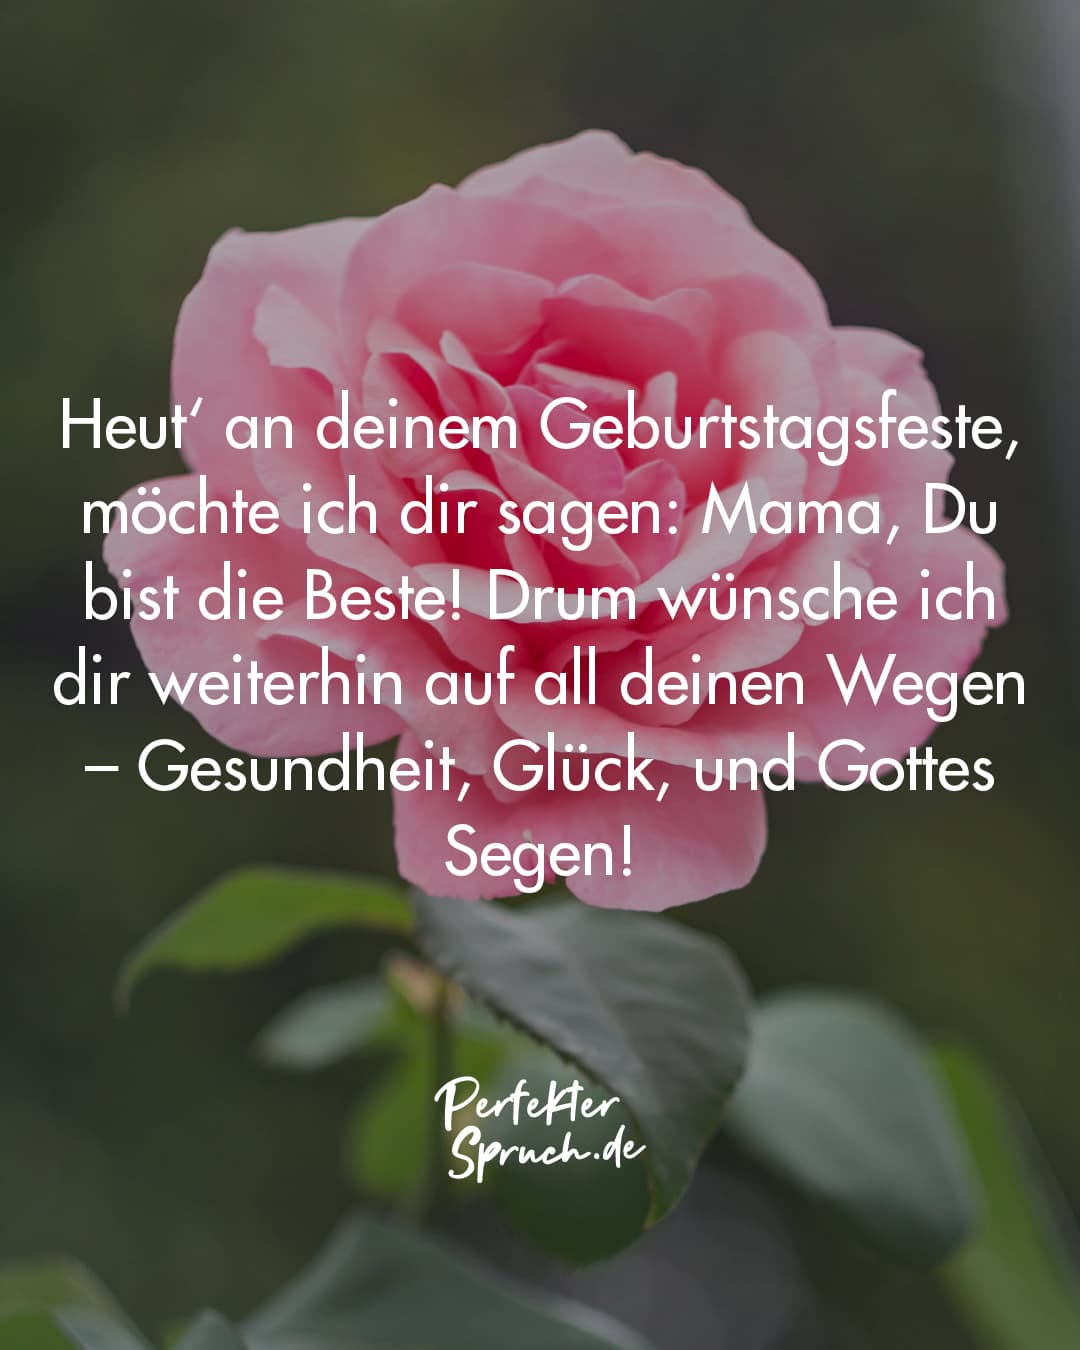 Heut‘ an deinem Geburtstagsfeste,
möchte ich dir sagen: Mama, Du
bist die Beste! Drum wünsche ich
dir weiterhin auf all deinen Wegen
– Gesundheit, Glück, und Gottes
Segen!
Perfekter
Spruch.de